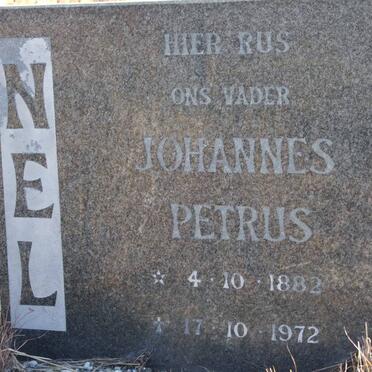 NEL
HIER RUS
ONS VADER
JOHANNES
PETRUS
☆ 4·10·1882
✝ 17·10·1972